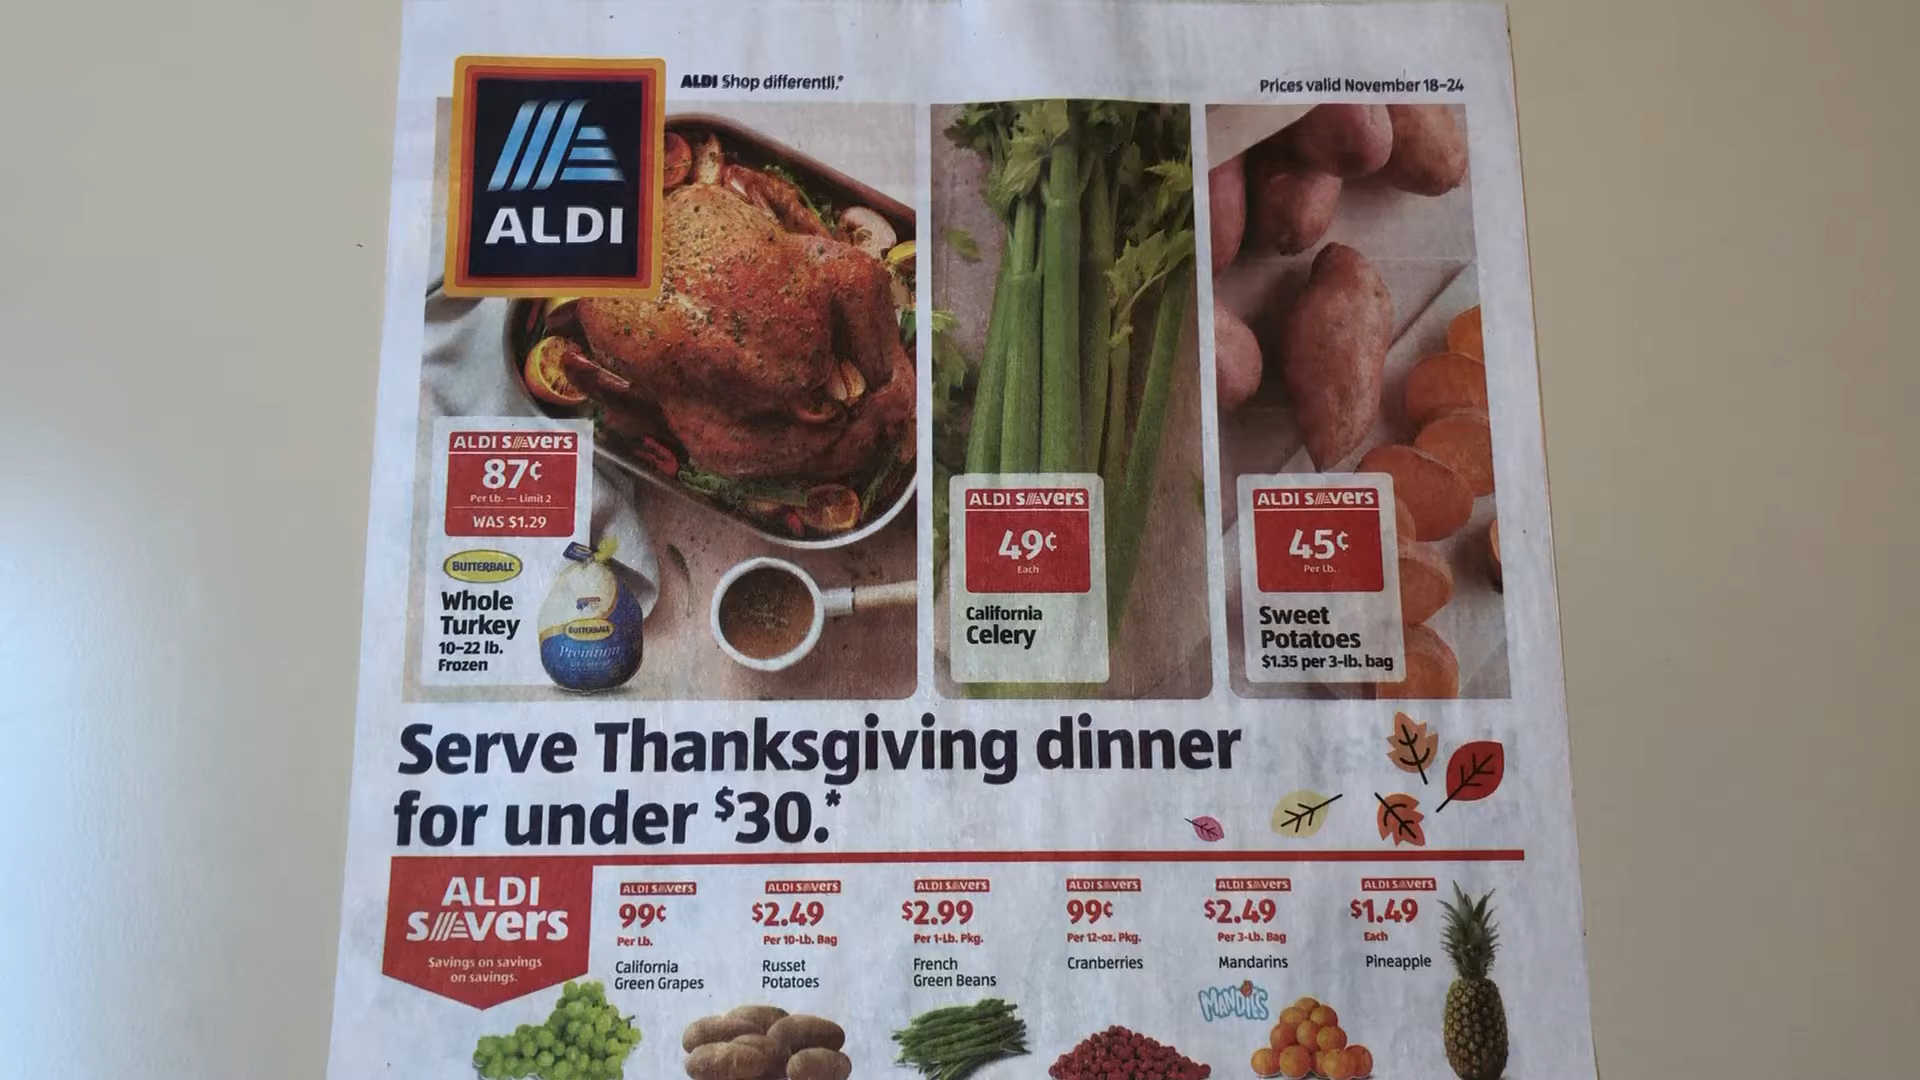 ALDI Shop differentli.®
Prices valid November 18–24
ALDI
ALDI SAVERS
87¢
Per Lb. — Limit 2
WAS $1.29
BUTTERBALL
Whole
Turkey
10–22 lb.
Frozen
BUTTERBALL
Premium
ALDI SAVERS
49¢
Each
California
Celery
ALDI SAVERS
45¢
Per Lb.
Sweet
Potatoes
$1.35 per 3-lb. bag
Serve Thanksgiving dinner
for under $30.*
ALDI
SAVERS
Savings on savings
on savings.
ALDI SAVERS
99¢
Per Lb.
California
Green Grapes
ALDI SAVERS
$2.49
Per 10-Lb. Bag
Russet
Potatoes
ALDI SAVERS
$2.99
Per 1-Lb. Pkg.
French
Green Beans
ALDI SAVERS
99¢
Per 12-oz. Pkg.
Cranberries
ALDI SAVERS
$2.49
Per 3-Lb. Bag
Mandarins
MANDIES
ALDI SAVERS
$1.49
Each
Pineapple